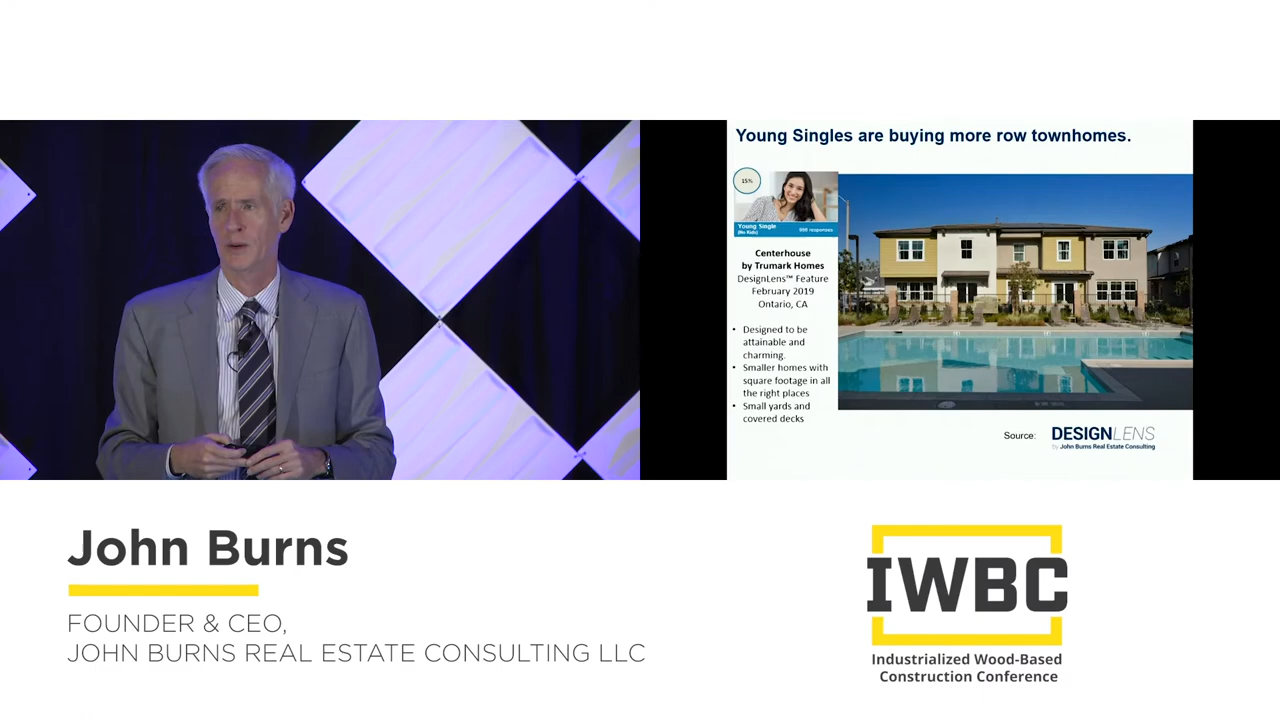 Young Singles are buying more row townhomes.
15%
Young Single
(No Kids)
999 responses
Centerhouse
by Trumark Homes
DesignLens™ Feature
February 2019
Ontario, CA
• Designed to be
attainable and
charming.
• Smaller homes with
square footage in all
the right places
• Small yards and
covered decks
Source:
DESIGNLENS
by John Burns Real Estate Consulting
John Burns
FOUNDER & CEO,
JOHN BURNS REAL ESTATE CONSULTING LLC
IWBC
Industrialized Wood-Based
Construction Conference